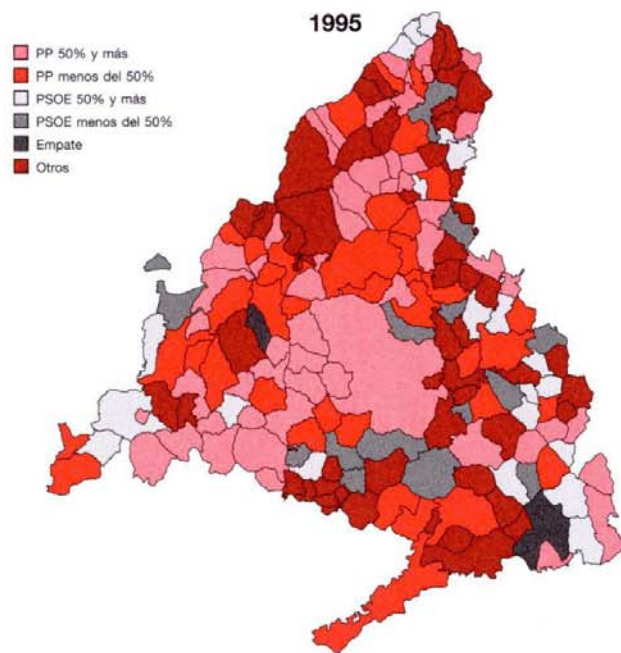 1995
PP 50% y más
PP menos del 50%
PSOE 50% y más
PSOE menos del 50%
Empate
Otros